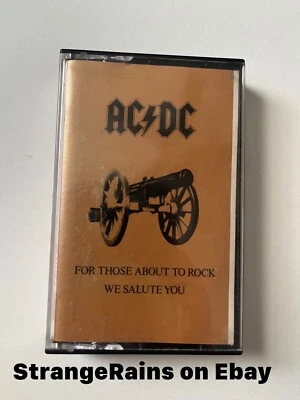 AC⚡DC
FOR THOSE ABOUT TO ROCK
WE SALUTE YOU
StrangeRains on Ebay